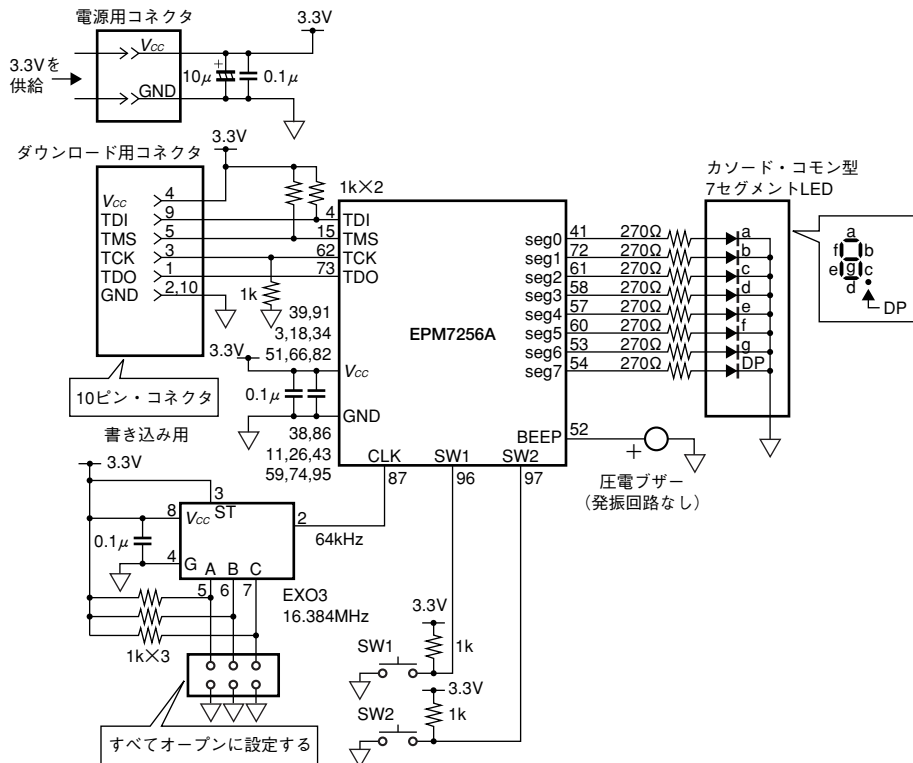 電源用コネクタ
3.3V
VCC
GND
3.3Vを
供給
10μ
+
0.1μ
ダウンロード用コネクタ
3.3V
VCC 4
TDI 9
TMS 5
TCK 3
TDO 1
GND 2,10
1k×2
1k
10ピン・コネクタ
書き込み用
4 TDI
15 TMS
62 TCK
73 TDO
39,91
3,18,34
51,66,82
3.3V
VCC
0.1μ
GND
38,86
11,26,43
59,74,95
EPM7256A
seg0 41 270Ω a
seg1 72 270Ω b
seg2 61 270Ω c
seg3 58 270Ω d
seg4 57 270Ω e
seg5 60 270Ω f
seg6 53 270Ω g
seg7 54 270Ω DP
カソード・コモン型
7セグメントLED
a
f b
g
e c
d
DP
BEEP 52
+
圧電ブザー
(発振回路なし)
CLK SW1 SW2
87 96 97
3.3V
3
ST
8 VCC
2
64kHz
0.1μ
4 G
A B C
5 6 7
EXO3
16.384MHz
1k×3
すべてオープンに設定する
3.3V
SW1 1k
3.3V
SW2 1k